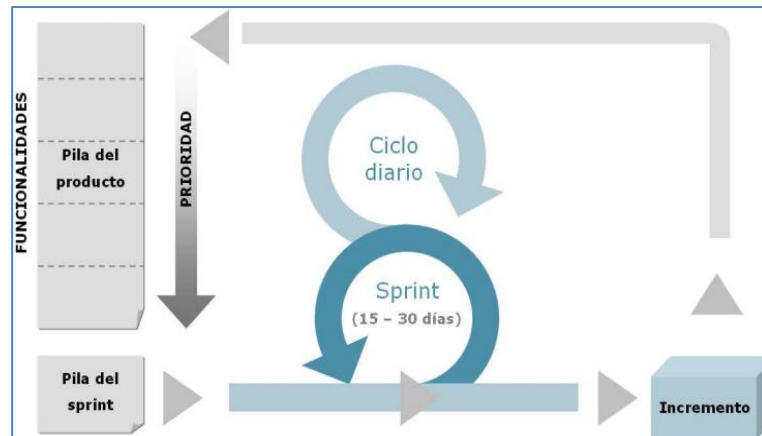 FUNCIONALIDADES
Pila del
producto
PRIORIDAD
Ciclo
diario
Sprint
(15 – 30 días)
Pila del
sprint
Incremento